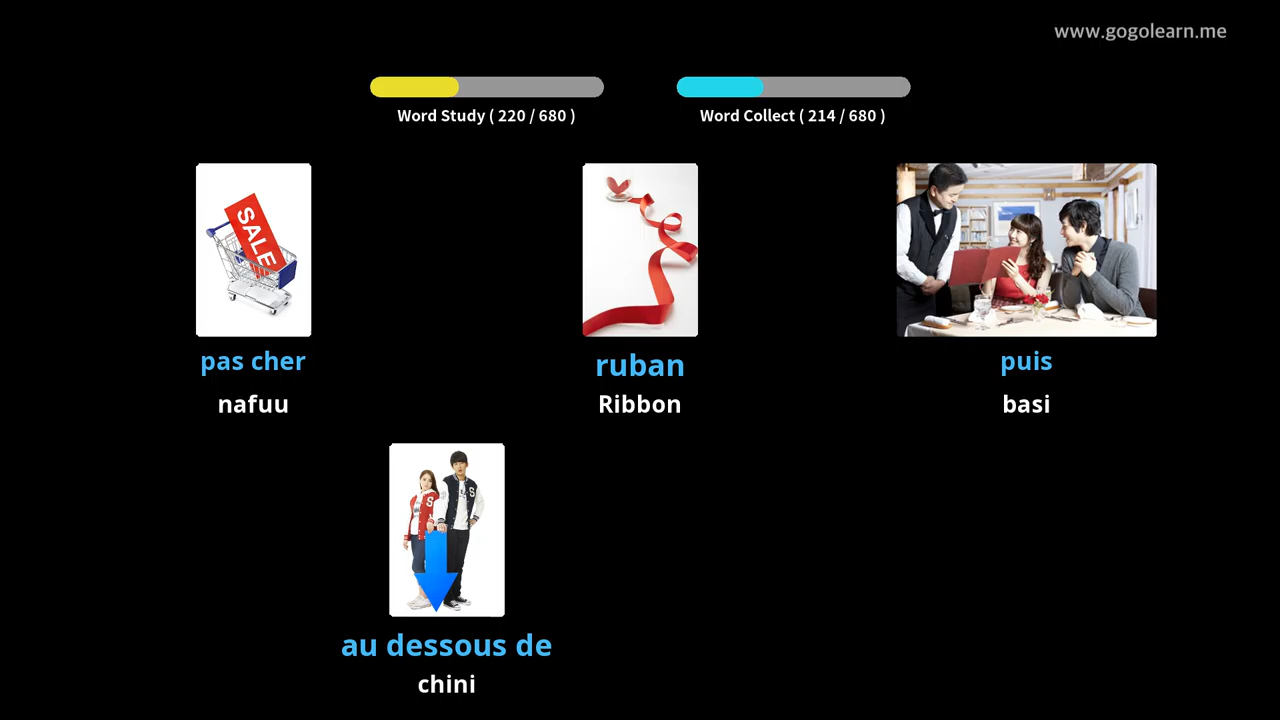 www.gogolearn.me
Word Study ( 220 / 680 )
Word Collect ( 214 / 680 )
SALE
pas cher
nafuu
ruban
Ribbon
puis
basi
S
S
au dessous de
chini